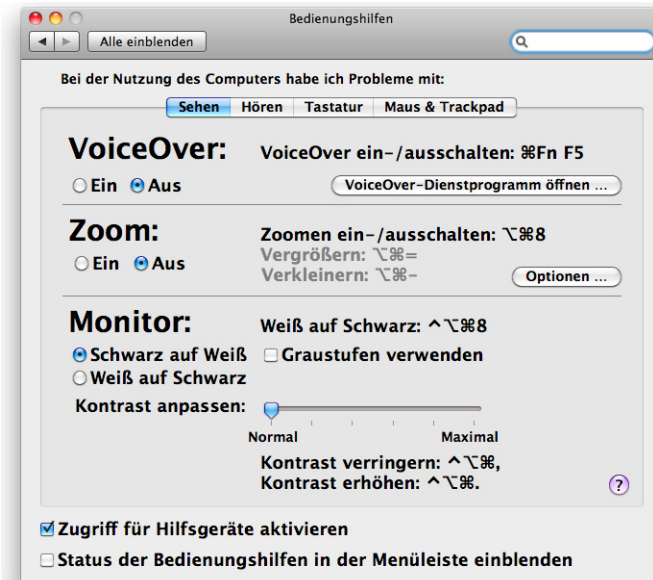 Bedienungshilfen
Alle einblenden
Bei der Nutzung des Computers habe ich Probleme mit:
Sehen Hören Tastatur Maus & Trackpad
VoiceOver: VoiceOver ein-/ausschalten: ⌘Fn F5
Ein Aus VoiceOver-Dienstprogramm öffnen ...
Zoom: Zoomen ein-/ausschalten: ⌥⌘8
Ein Aus Vergrößern: ⌥⌘=
Verkleinern: ⌥⌘- Optionen ...
Monitor: Weiß auf Schwarz: ^⌥⌘8
Schwarz auf Weiß Graustufen verwenden
Weiß auf Schwarz
Kontrast anpassen:
Normal Maximal
Kontrast verringern: ^⌥⌘,
Kontrast erhöhen: ^⌥⌘. ?
Zugriff für Hilfsgeräte aktivieren
Status der Bedienungshilfen in der Menüleiste einblenden